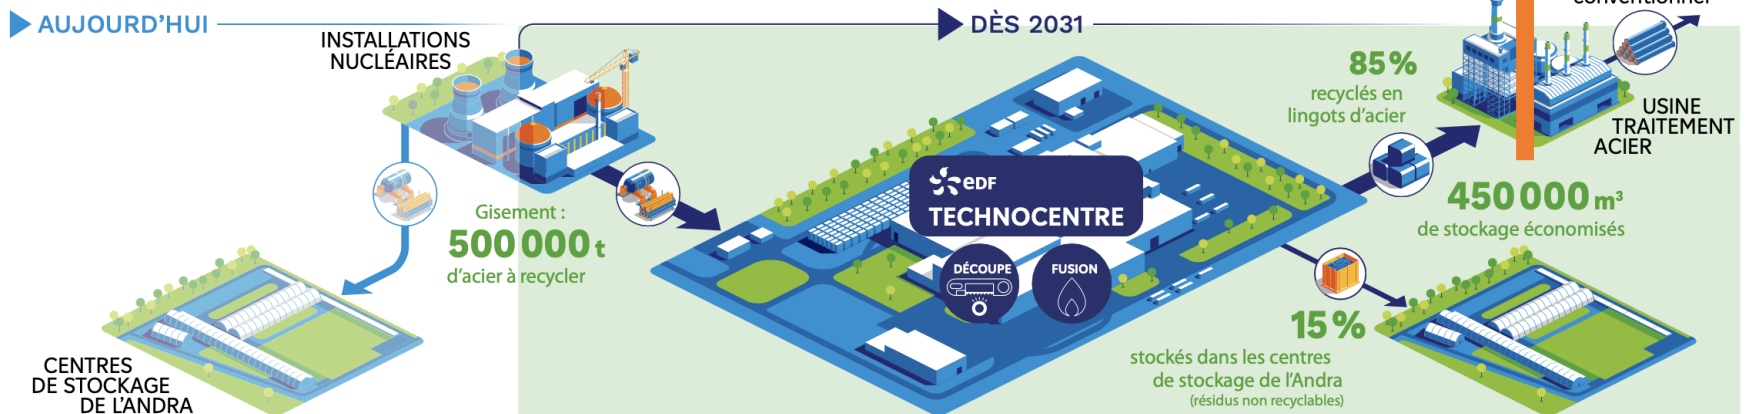 AUJOURD'HUI
DÈS 2031
conventionnel
INSTALLATIONS
NUCLÉAIRES
Gisement :
500 000 t
d'acier à recycler
CENTRES
DE STOCKAGE
DE L'ANDRA
eDF
TECHNOCENTRE
DÉCOUPE
FUSION
85 %
recyclés en
lingots d'acier
USINE
TRAITEMENT
ACIER
450 000 m³
de stockage économisés
15 %
stockés dans les centres
de stockage de l'Andra
(résidus non recyclables)